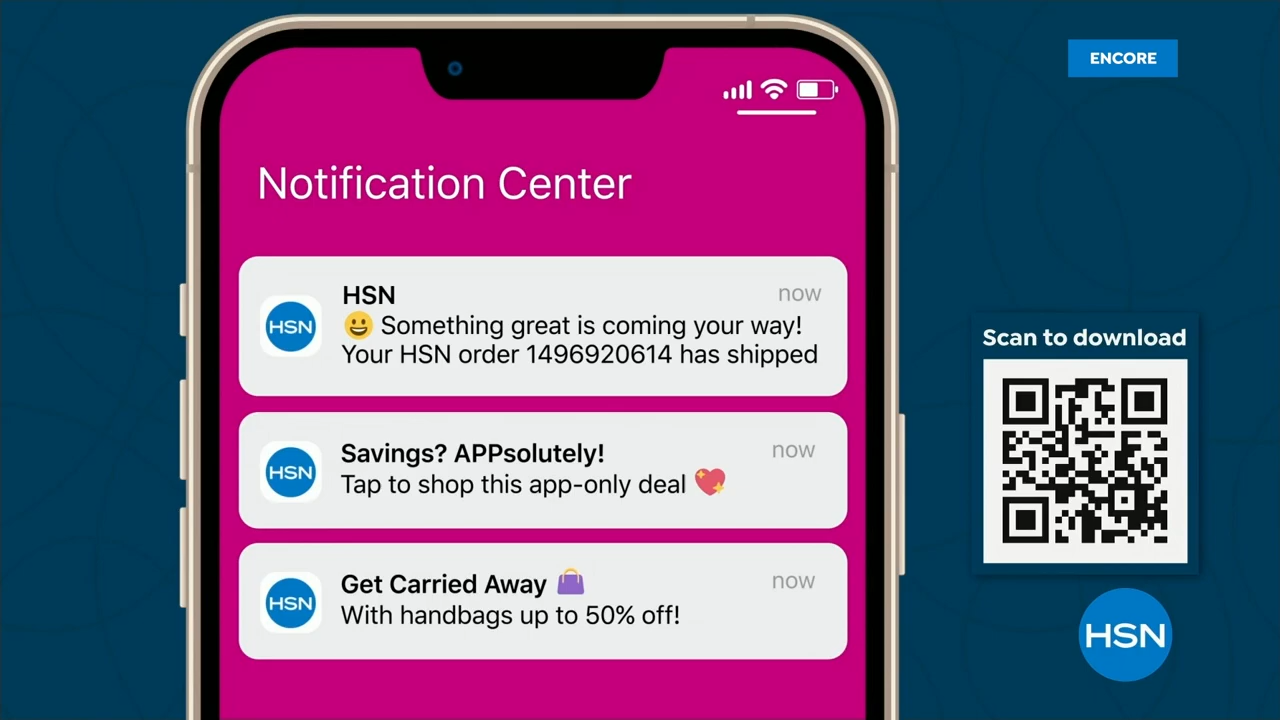 ENCORE
Notification Center
HSN
now
😀 Something great is coming your way!
Your HSN order 1496920614 has shipped
HSN
Savings? APPsolutely!
now
Tap to shop this app-only deal 💖
HSN
Get Carried Away 👜
now
With handbags up to 50% off!
HSN
Scan to download
HSN